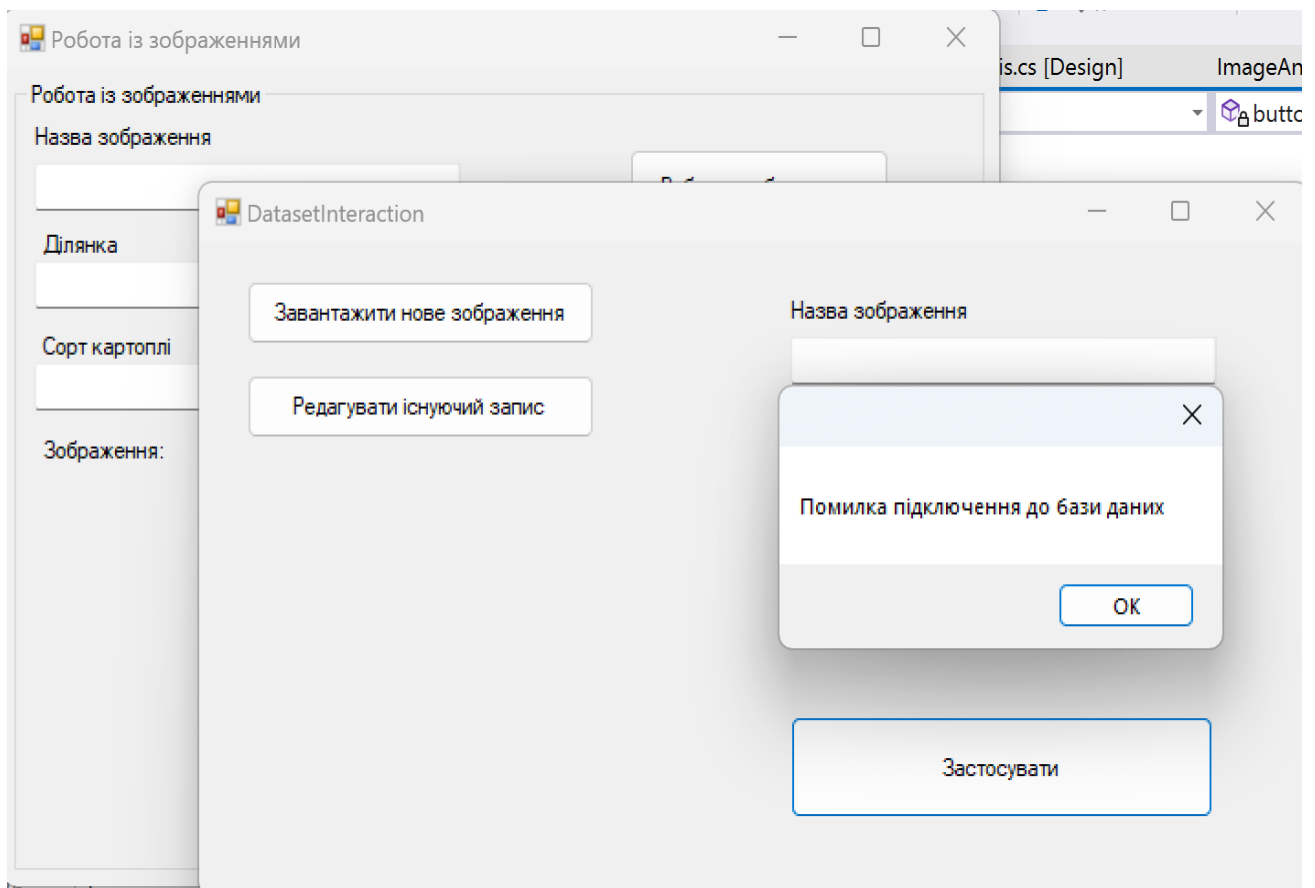 Робота із зображеннями
is.cs [Design]
ImageAn
Робота із зображеннями
butto
Назва зображення
DatasetInteraction
Ділянка
Завантажити нове зображення
Назва зображення
Сорт картоплі
Редагувати існуючий запис
Зображення:
Помилка підключення до бази даних
OK
Застосувати